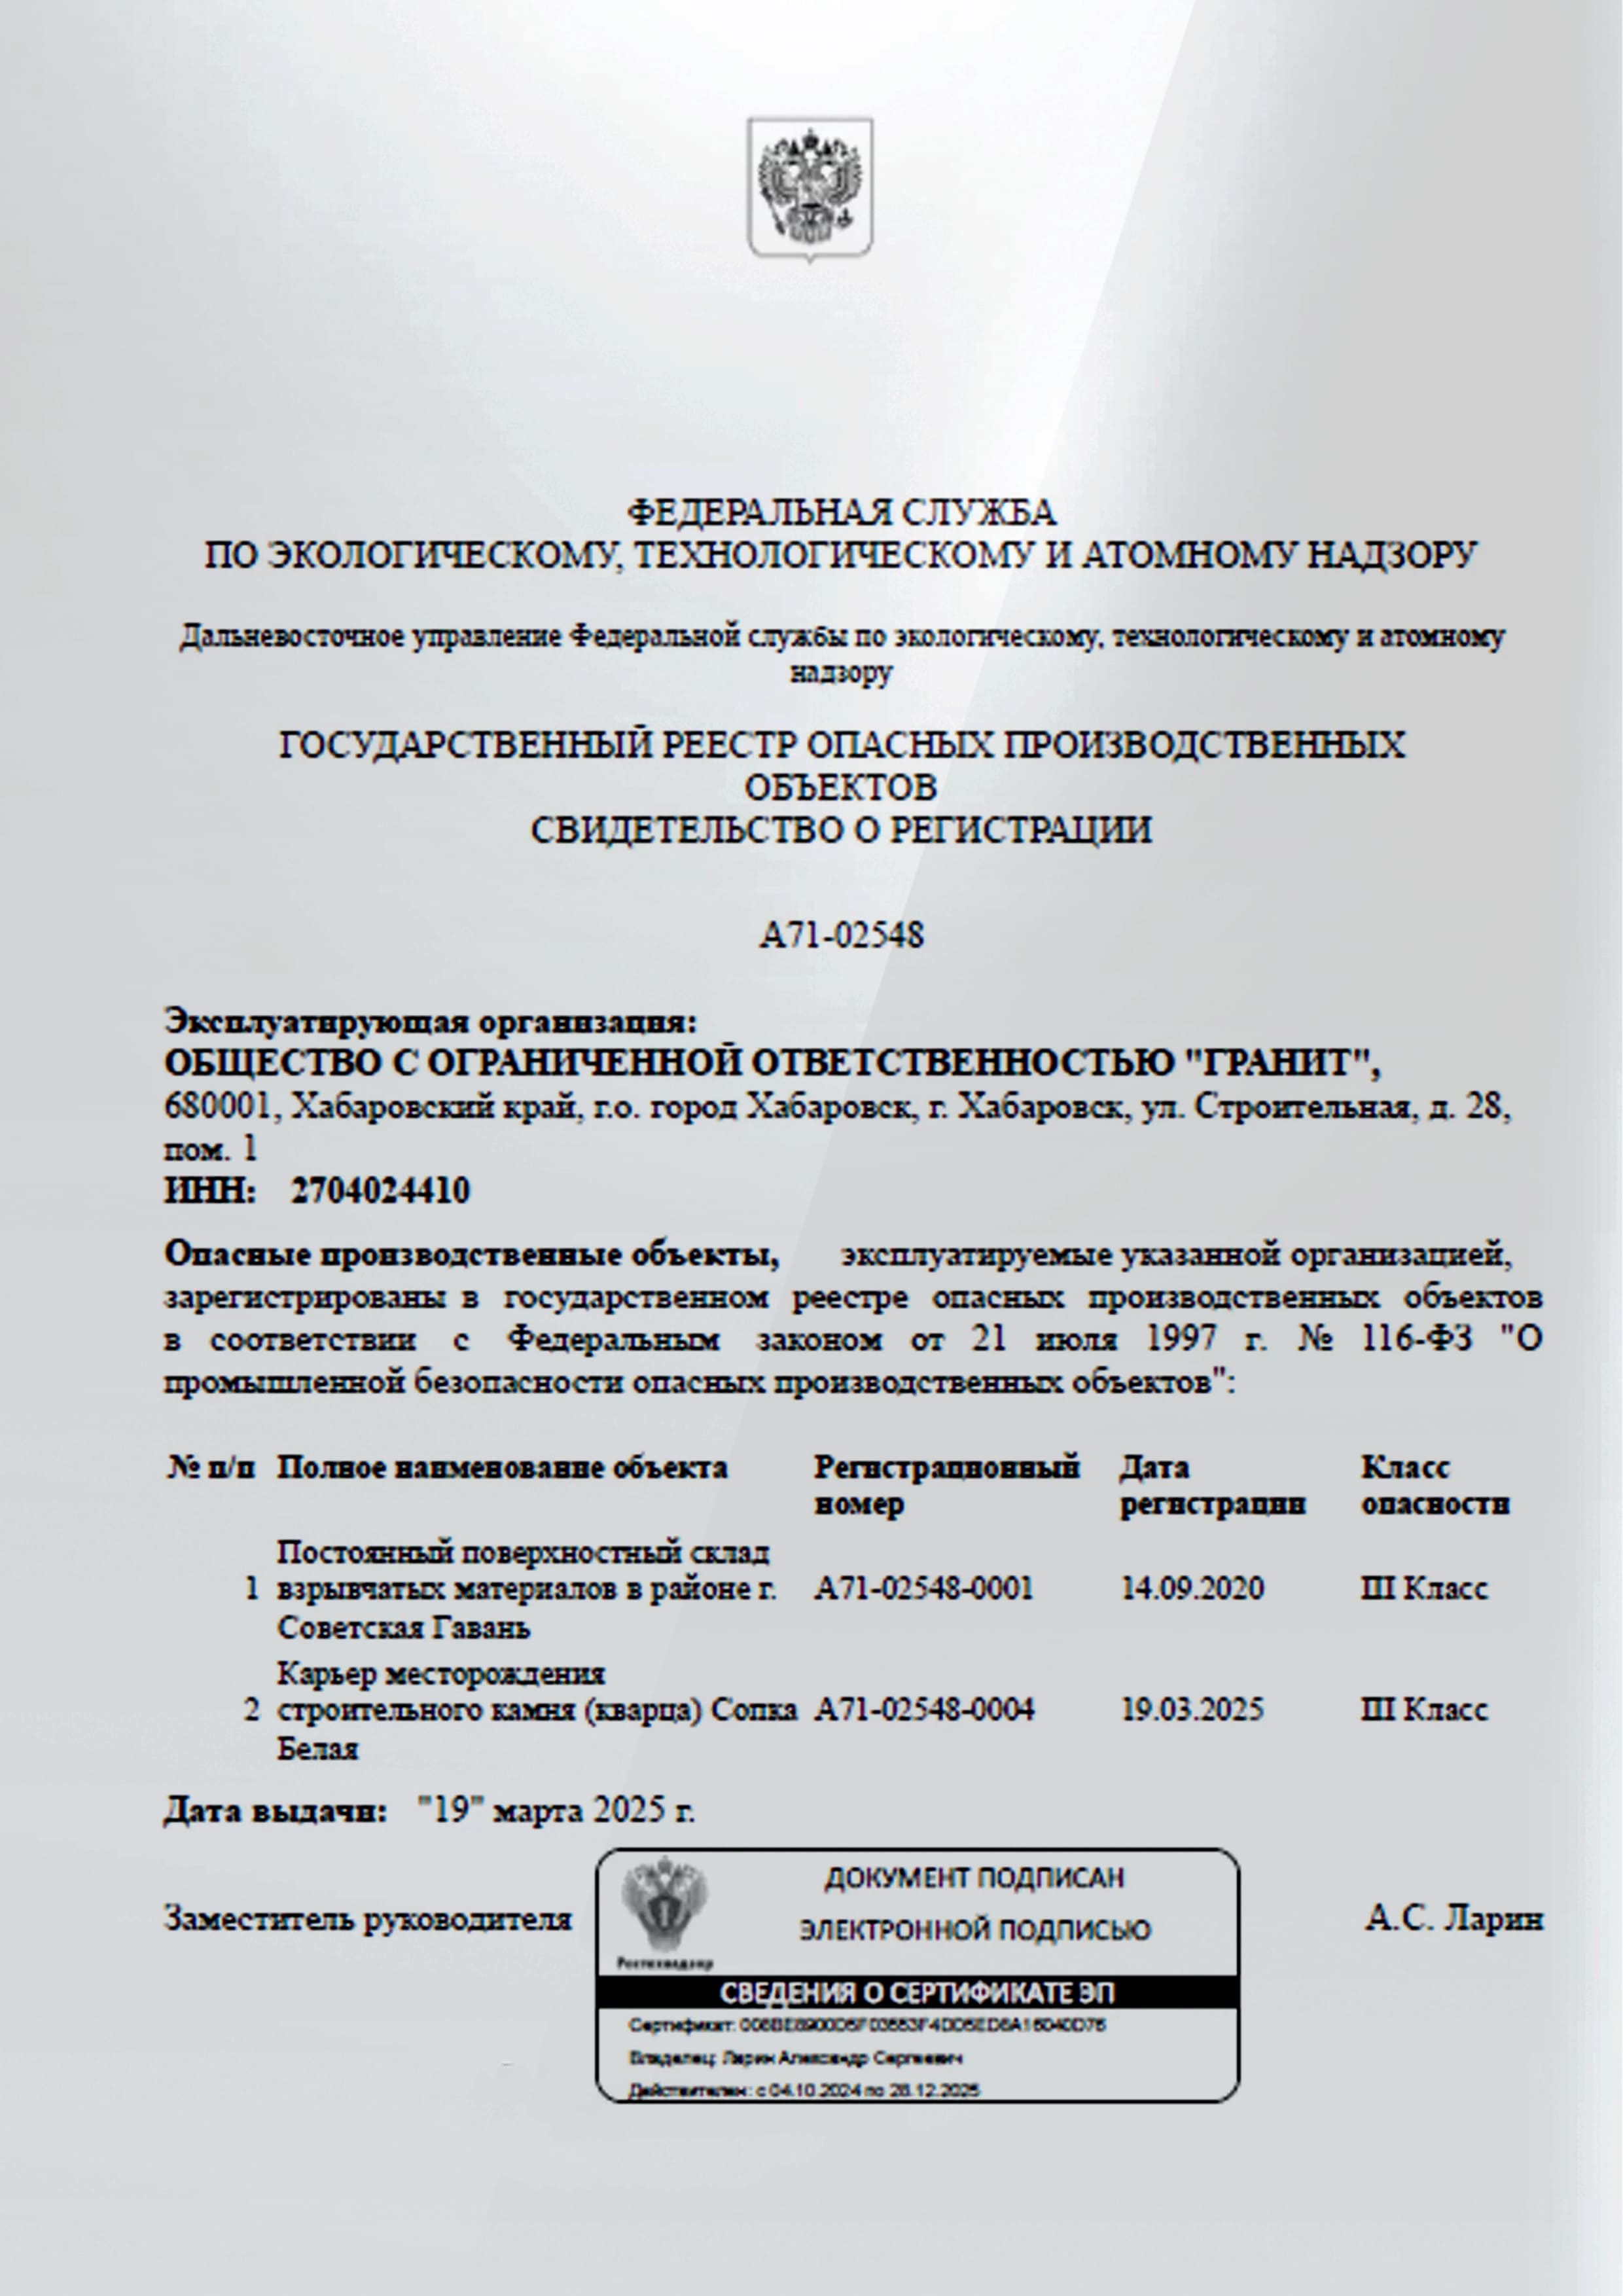 ФЕДЕРАЛЬНАЯ СЛУЖБА
ПО ЭКОЛОГИЧЕСКОМУ, ТЕХНОЛОГИЧЕСКОМУ И АТОМНОМУ НАДЗОРУ
Дальневосточное управление Федеральной службы по экологическому, технологическому и атомному
надзору
ГОСУДАРСТВЕННЫЙ РЕЕСТР ОПАСНЫХ ПРОИЗВОДСТВЕННЫХ
ОБЪЕКТОВ
СВИДЕТЕЛЬСТВО О РЕГИСТРАЦИИ
А71-02548
Эксплуатирующая организация:
ОБЩЕСТВО С ОГРАНИЧЕННОЙ ОТВЕТСТВЕННОСТЬЮ "ГРАНИТ",
680001, Хабаровский край, г.о. город Хабаровск, г. Хабаровск, ул. Строительная, д. 28,
пом. 1
ИНН: 2704024410
Опасные производственные объекты, эксплуатируемые указанной организацией,
зарегистрированы в государственном реестре опасных производственных объектов
в соответствии с Федеральным законом от 21 июля 1997 г. № 116-ФЗ "О
промышленной безопасности опасных производственных объектов":
№ п/п Полное наименование объекта Регистрационный номер Дата регистрации Класс опасности
Постоянный поверхностный склад
1 взрывчатых материалов в районе г. А71-02548-0001 14.09.2020 III Класс
Советская Гавань
Карьер месторождения
2 строительного камня (кварца) Сопка А71-02548-0004 19.03.2025 III Класс
Белая
Дата выдачи: "19" марта 2025 г.
Заместитель руководителя
А.С. Ларин
Ростехнадзор
ДОКУМЕНТ ПОДПИСАН
ЭЛЕКТРОННОЙ ПОДПИСЬЮ
СВЕДЕНИЯ О СЕРТИФИКАТЕ ЭП
Сертификат:
Владелец: Ларин Александр Сергеевич
Действителен: с 04.10.2024 по 28.12.2025